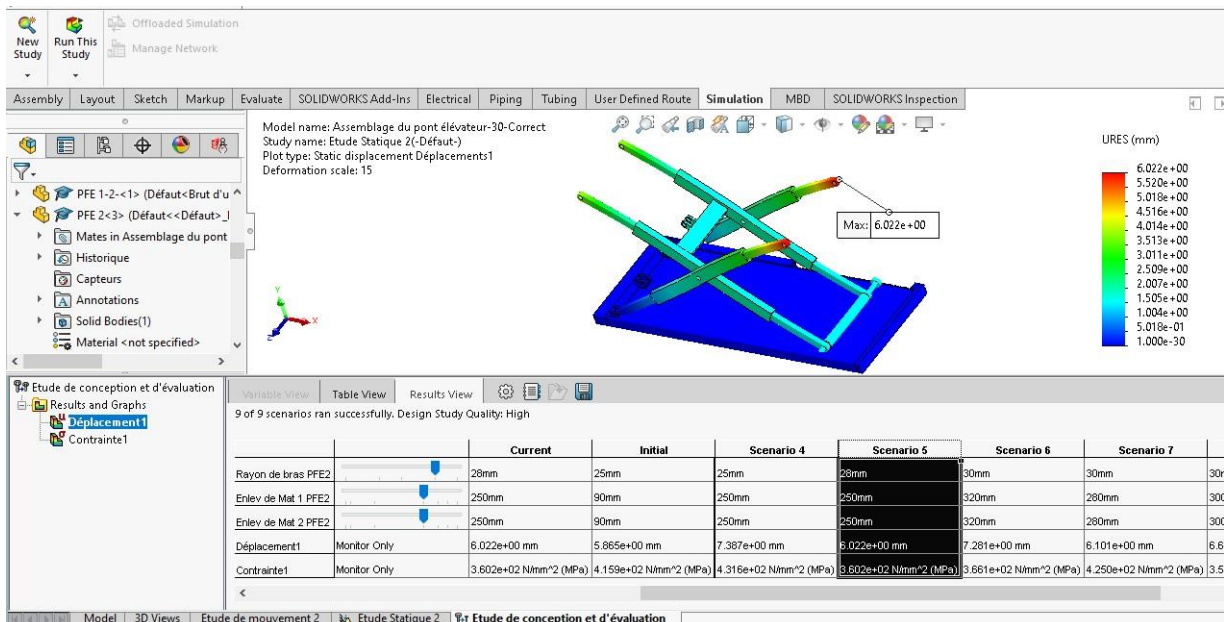 New Study
Run This Study
Offloaded Simulation
Manage Network
Assembly Layout Sketch Markup Evaluate SOLIDWORKS Add-Ins Electrical Piping Tubing User Defined Route Simulation MBD SOLIDWORKS Inspection
Model name: Assemblage du pont élévateur-30-Correct
Study name: Etude Statique 2(-Défaut-)
Plot type: Static displacement Déplacements1
Deformation scale: 15
PFE 1-2-<1> (Défaut<Brut d'u
PFE 2<3> (Défaut<<Défaut>_
Mates in Assemblage du pont
Historique
Capteurs
Annotations
Solid Bodies(1)
Material <not specified>
Y
X
Z
Max: 6.022e+00
URES (mm)
6.022e+00
5.520e+00
5.018e+00
4.516e+00
4.014e+00
3.513e+00
3.011e+00
2.509e+00
2.007e+00
1.505e+00
1.004e+00
5.018e-01
1.000e-30
Etude de conception et d'évaluation
Results and Graphs
Déplacement1
Contrainte1
Variable View Table View Results View
9 of 9 scenarios ran successfully. Design Study Quality: High
Current Initial Scenario 4 Scenario 5 Scenario 6 Scenario 7
Rayon de bras PFE2 28mm 25mm 25mm 28mm 30mm 30mm
Enlev de Mat 1 PFE2 250mm 90mm 250mm 250mm 320mm 280mm
Enlev de Mat 2 PFE2 250mm 90mm 250mm 250mm 320mm 280mm
Déplacement1 Monitor Only 6.022e+00 mm 5.865e+00 mm 7.387e+00 mm 6.022e+00 mm 7.281e+00 mm 6.101e+00 mm 6.6
Contrainte1 Monitor Only 3.602e+02 N/mm^2 (MPa) 4.159e+02 N/mm^2 (MPa) 4.316e+02 N/mm^2 (MPa) 3.602e+02 N/mm^2 (MPa) 3.661e+02 N/mm^2 (MPa) 4.250e+02 N/mm^2 (MPa) 3.5
Model 3D Views Etude de mouvement 2 Etude Statique 2 Etude de conception et d'évaluation